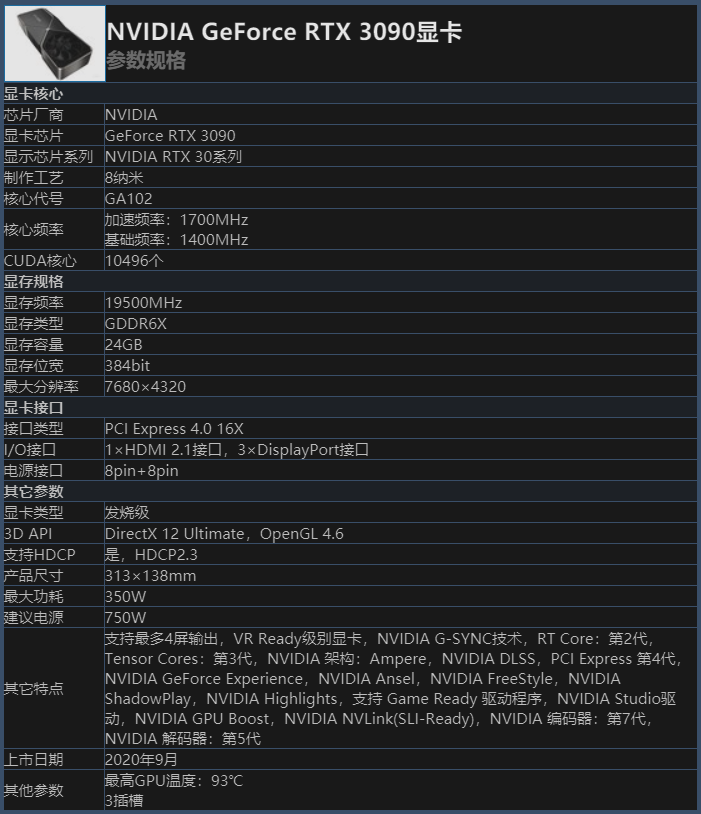 NVIDIA GeForce RTX 3090显卡
参数规格
显卡核心
芯片厂商 NVIDIA
显卡芯片 GeForce RTX 3090
显示芯片系列 NVIDIA RTX 30系列
制作工艺 8纳米
核心代号 GA102
核心频率 加速频率：1700MHz
基础频率：1400MHz
CUDA核心 10496个
显存规格
显存频率 19500MHz
显存类型 GDDR6X
显存容量 24GB
显存位宽 384bit
最大分辨率 7680×4320
显卡接口
接口类型 PCI Express 4.0 16X
I/O接口 1×HDMI 2.1接口，3×DisplayPort接口
电源接口 8pin+8pin
其它参数
显卡类型 发烧级
3D API DirectX 12 Ultimate，OpenGL 4.6
支持HDCP 是，HDCP2.3
产品尺寸 313×138mm
最大功耗 350W
建议电源 750W
其它特点 支持最多4屏输出，VR Ready级别显卡，NVIDIA G-SYNC技术，RT Core：第2代，
Tensor Cores：第3代，NVIDIA 架构：Ampere，NVIDIA DLSS，PCI Express 第4代，
NVIDIA GeForce Experience，NVIDIA Ansel，NVIDIA FreeStyle，NVIDIA
ShadowPlay，NVIDIA Highlights，支持 Game Ready 驱动程序，NVIDIA Studio驱
动，NVIDIA GPU Boost，NVIDIA NVLink(SLI-Ready)，NVIDIA 编码器：第7代，
NVIDIA 解码器：第5代
上市日期 2020年9月
其他参数 最高GPU温度：93℃
3插槽